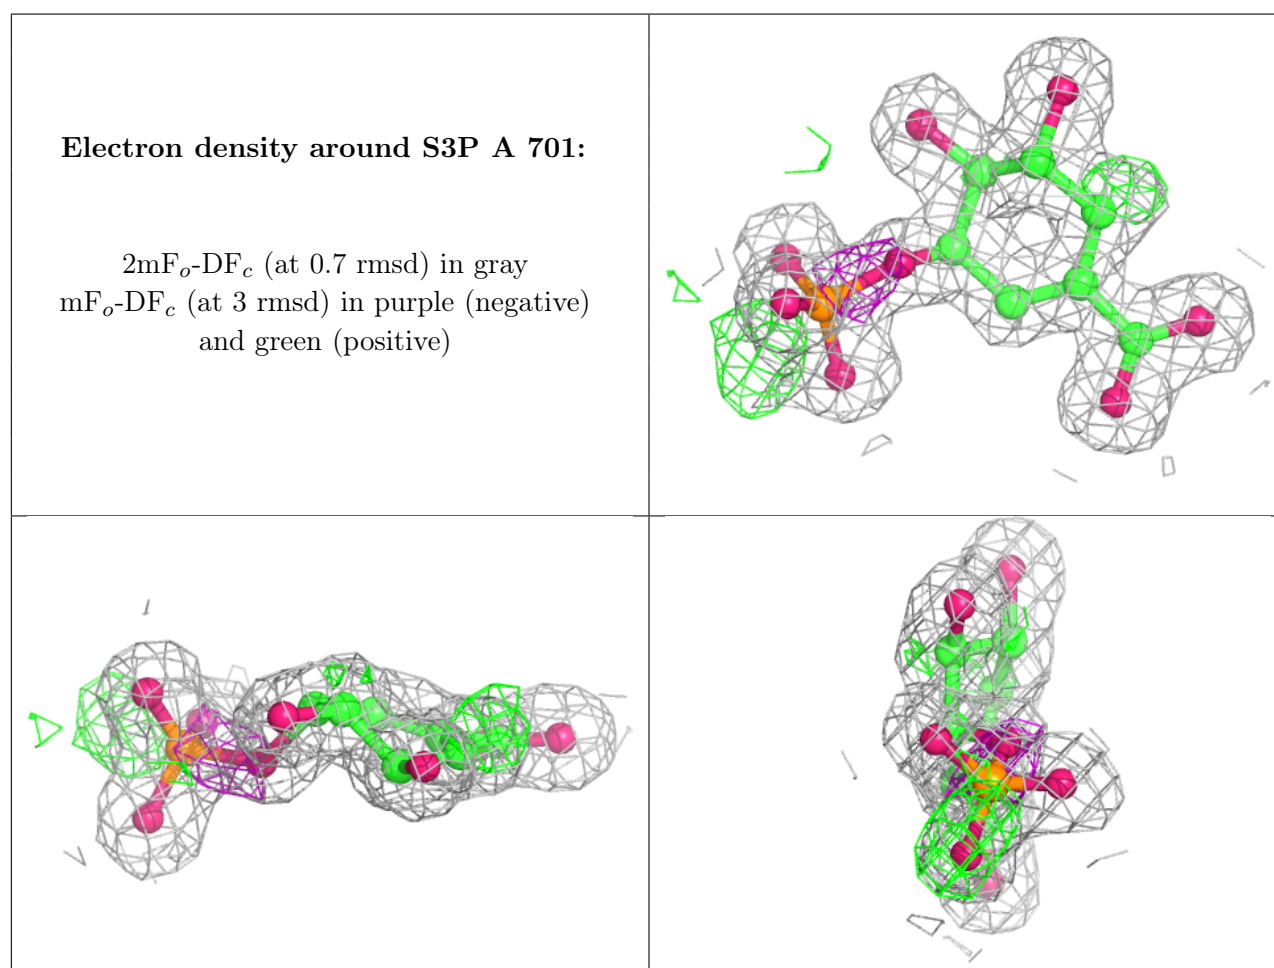 Electron density around S3P A 701:
2mFₒ-DF𝒸 (at 0.7 rmsd) in gray
mFₒ-DF𝒸 (at 3 rmsd) in purple (negative)
and green (positive)